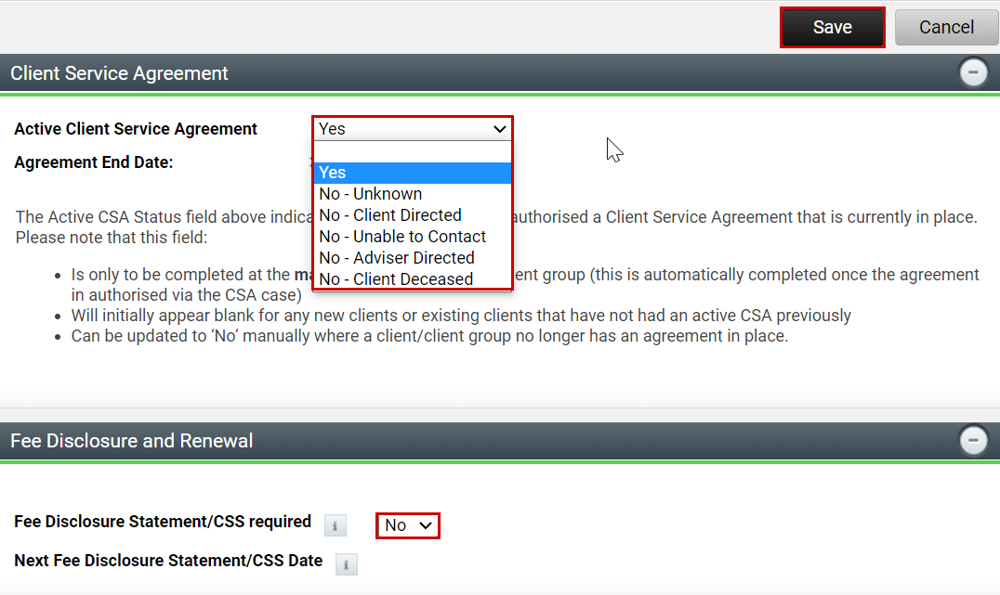 Save
Cancel
Client Service Agreement
Active Client Service Agreement
Yes
Agreement End Date:
Yes
No - Unknown
No - Client Directed
No - Unable to Contact
No - Adviser Directed
No - Client Deceased
The Active CSA Status field above indica authorised a Client Service Agreement that is currently in place.
Please note that this field:
• Is only to be completed at the ent group (this is automatically completed once the agreement
in authorised via the CSA case)
• Will initially appear blank for any new clients or existing clients that have not had an active CSA previously
• Can be updated to ‘No’ manually where a client/client group no longer has an agreement in place.
Fee Disclosure and Renewal
Fee Disclosure Statement/CSS required
i
No
Next Fee Disclosure Statement/CSS Date
i